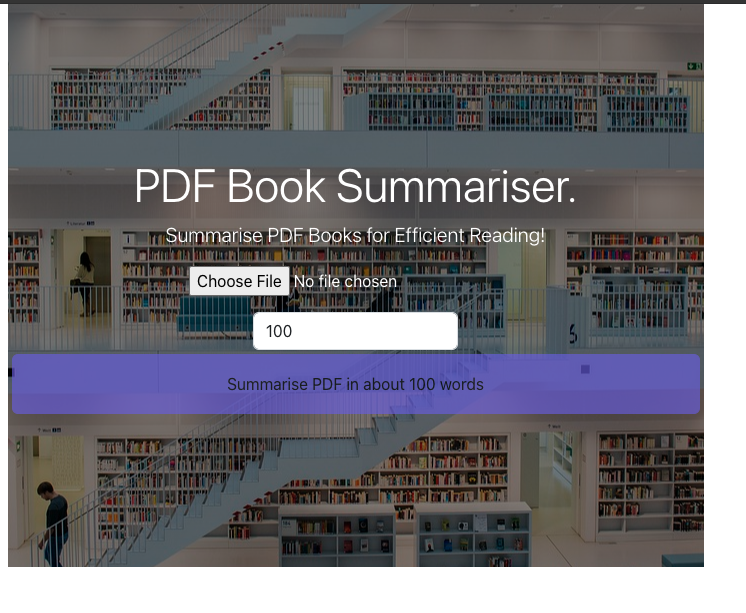 PDF Book Summariser.
Summarise PDF Books for Efficient Reading!
Choose File No file chosen
100
Summarise PDF in about 100 words